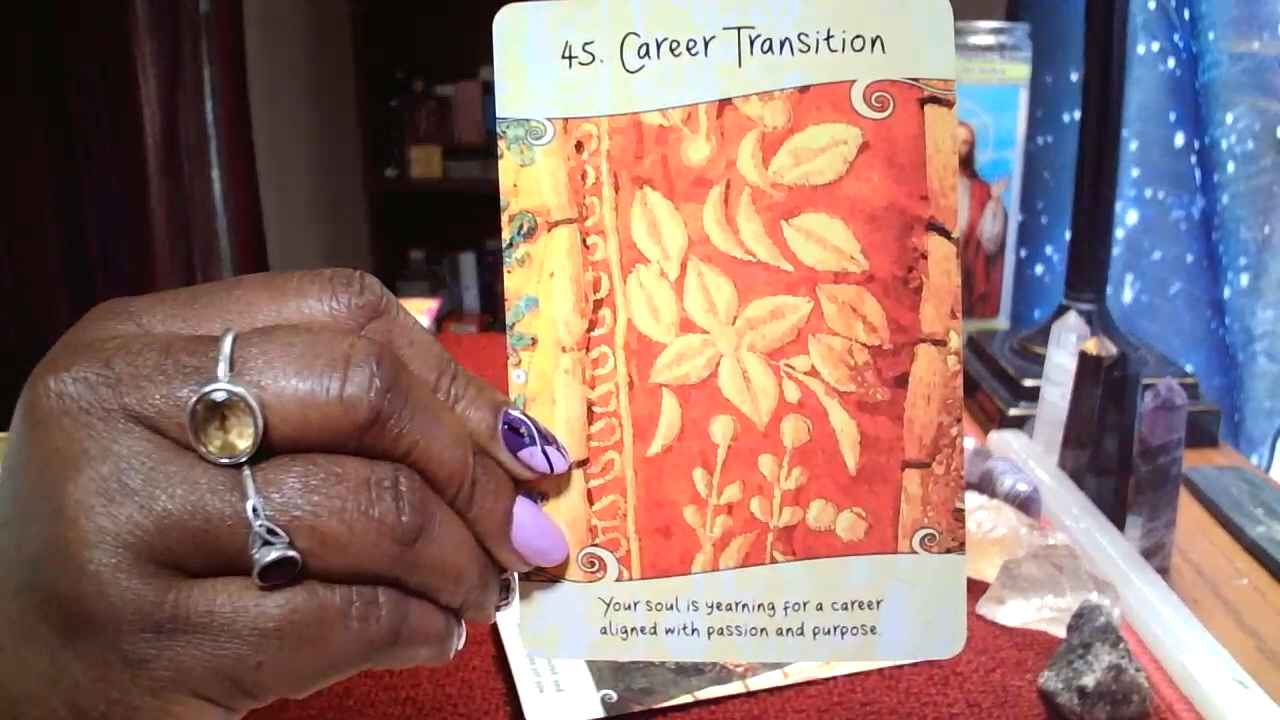 45. Career Transition
Your soul is yearning for a career
aligned with passion and purpose.